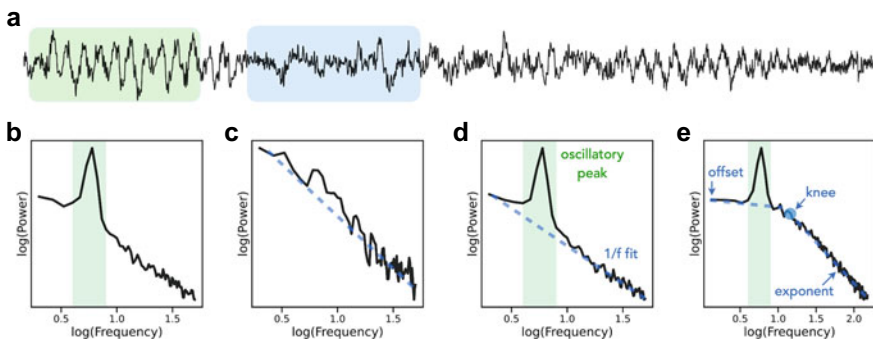 a
b
c
d
e
oscillatory
peak
1/f fit
offset
knee
exponent
log(Power)
log(Power)
log(Power)
log(Power)
0.5 1.0 1.5
0.5 1.0 1.5
0.5 1.0 1.5
0.0 0.5 1.0 1.5 2.0
log(Frequency)
log(Frequency)
log(Frequency)
log(Frequency)